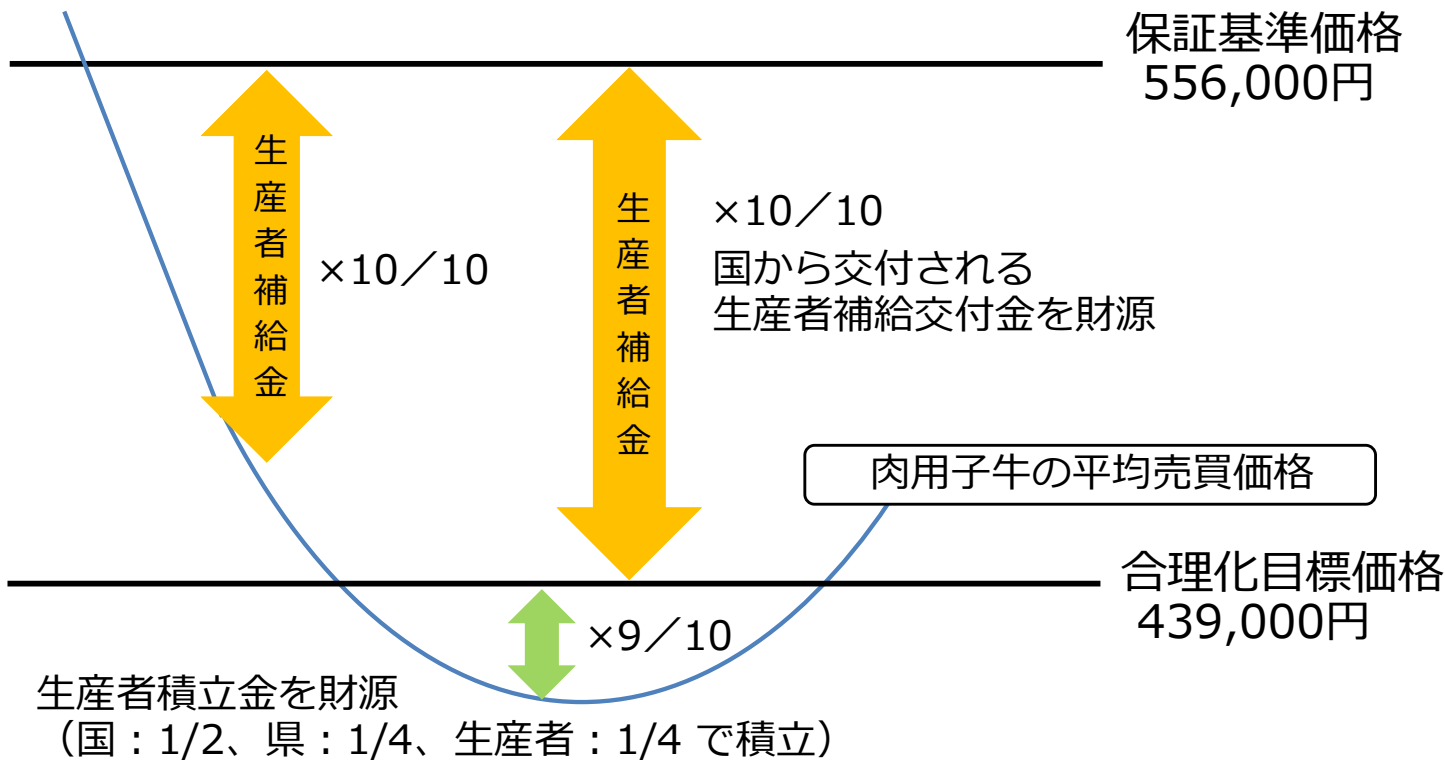 保証基準価格
556,000円
生産者補給金
×10／10
生産者補給金
×10／10
国から交付される
生産者補給交付金を財源
肉用子牛の平均売買価格
合理化目標価格
439,000円
×9／10
生産者積立金を財源
（国：1/2、県：1/4、生産者：1/4 で積立）